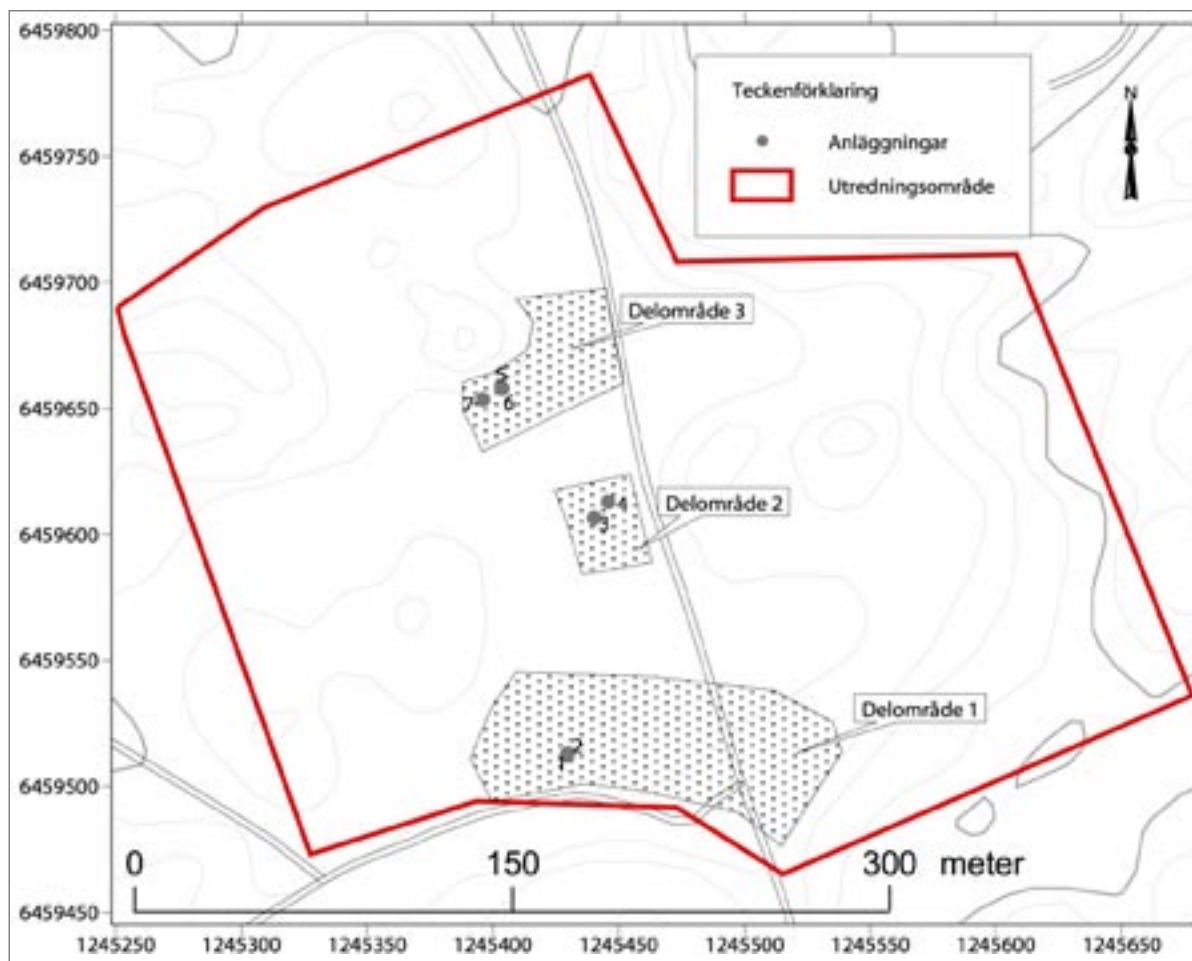 6459800
Teckenförklaring
N
Anläggningar
6459750
Utredningsområde
6459700
Delområde 3
5
6459650
7
6
4
Delområde 2
3
6459600
6459550
Delområde 1
2
1
6459500
0
150
300 meter
6459450
1245250 1245300 1245350 1245400 1245450 1245500 1245550 1245600 1245650